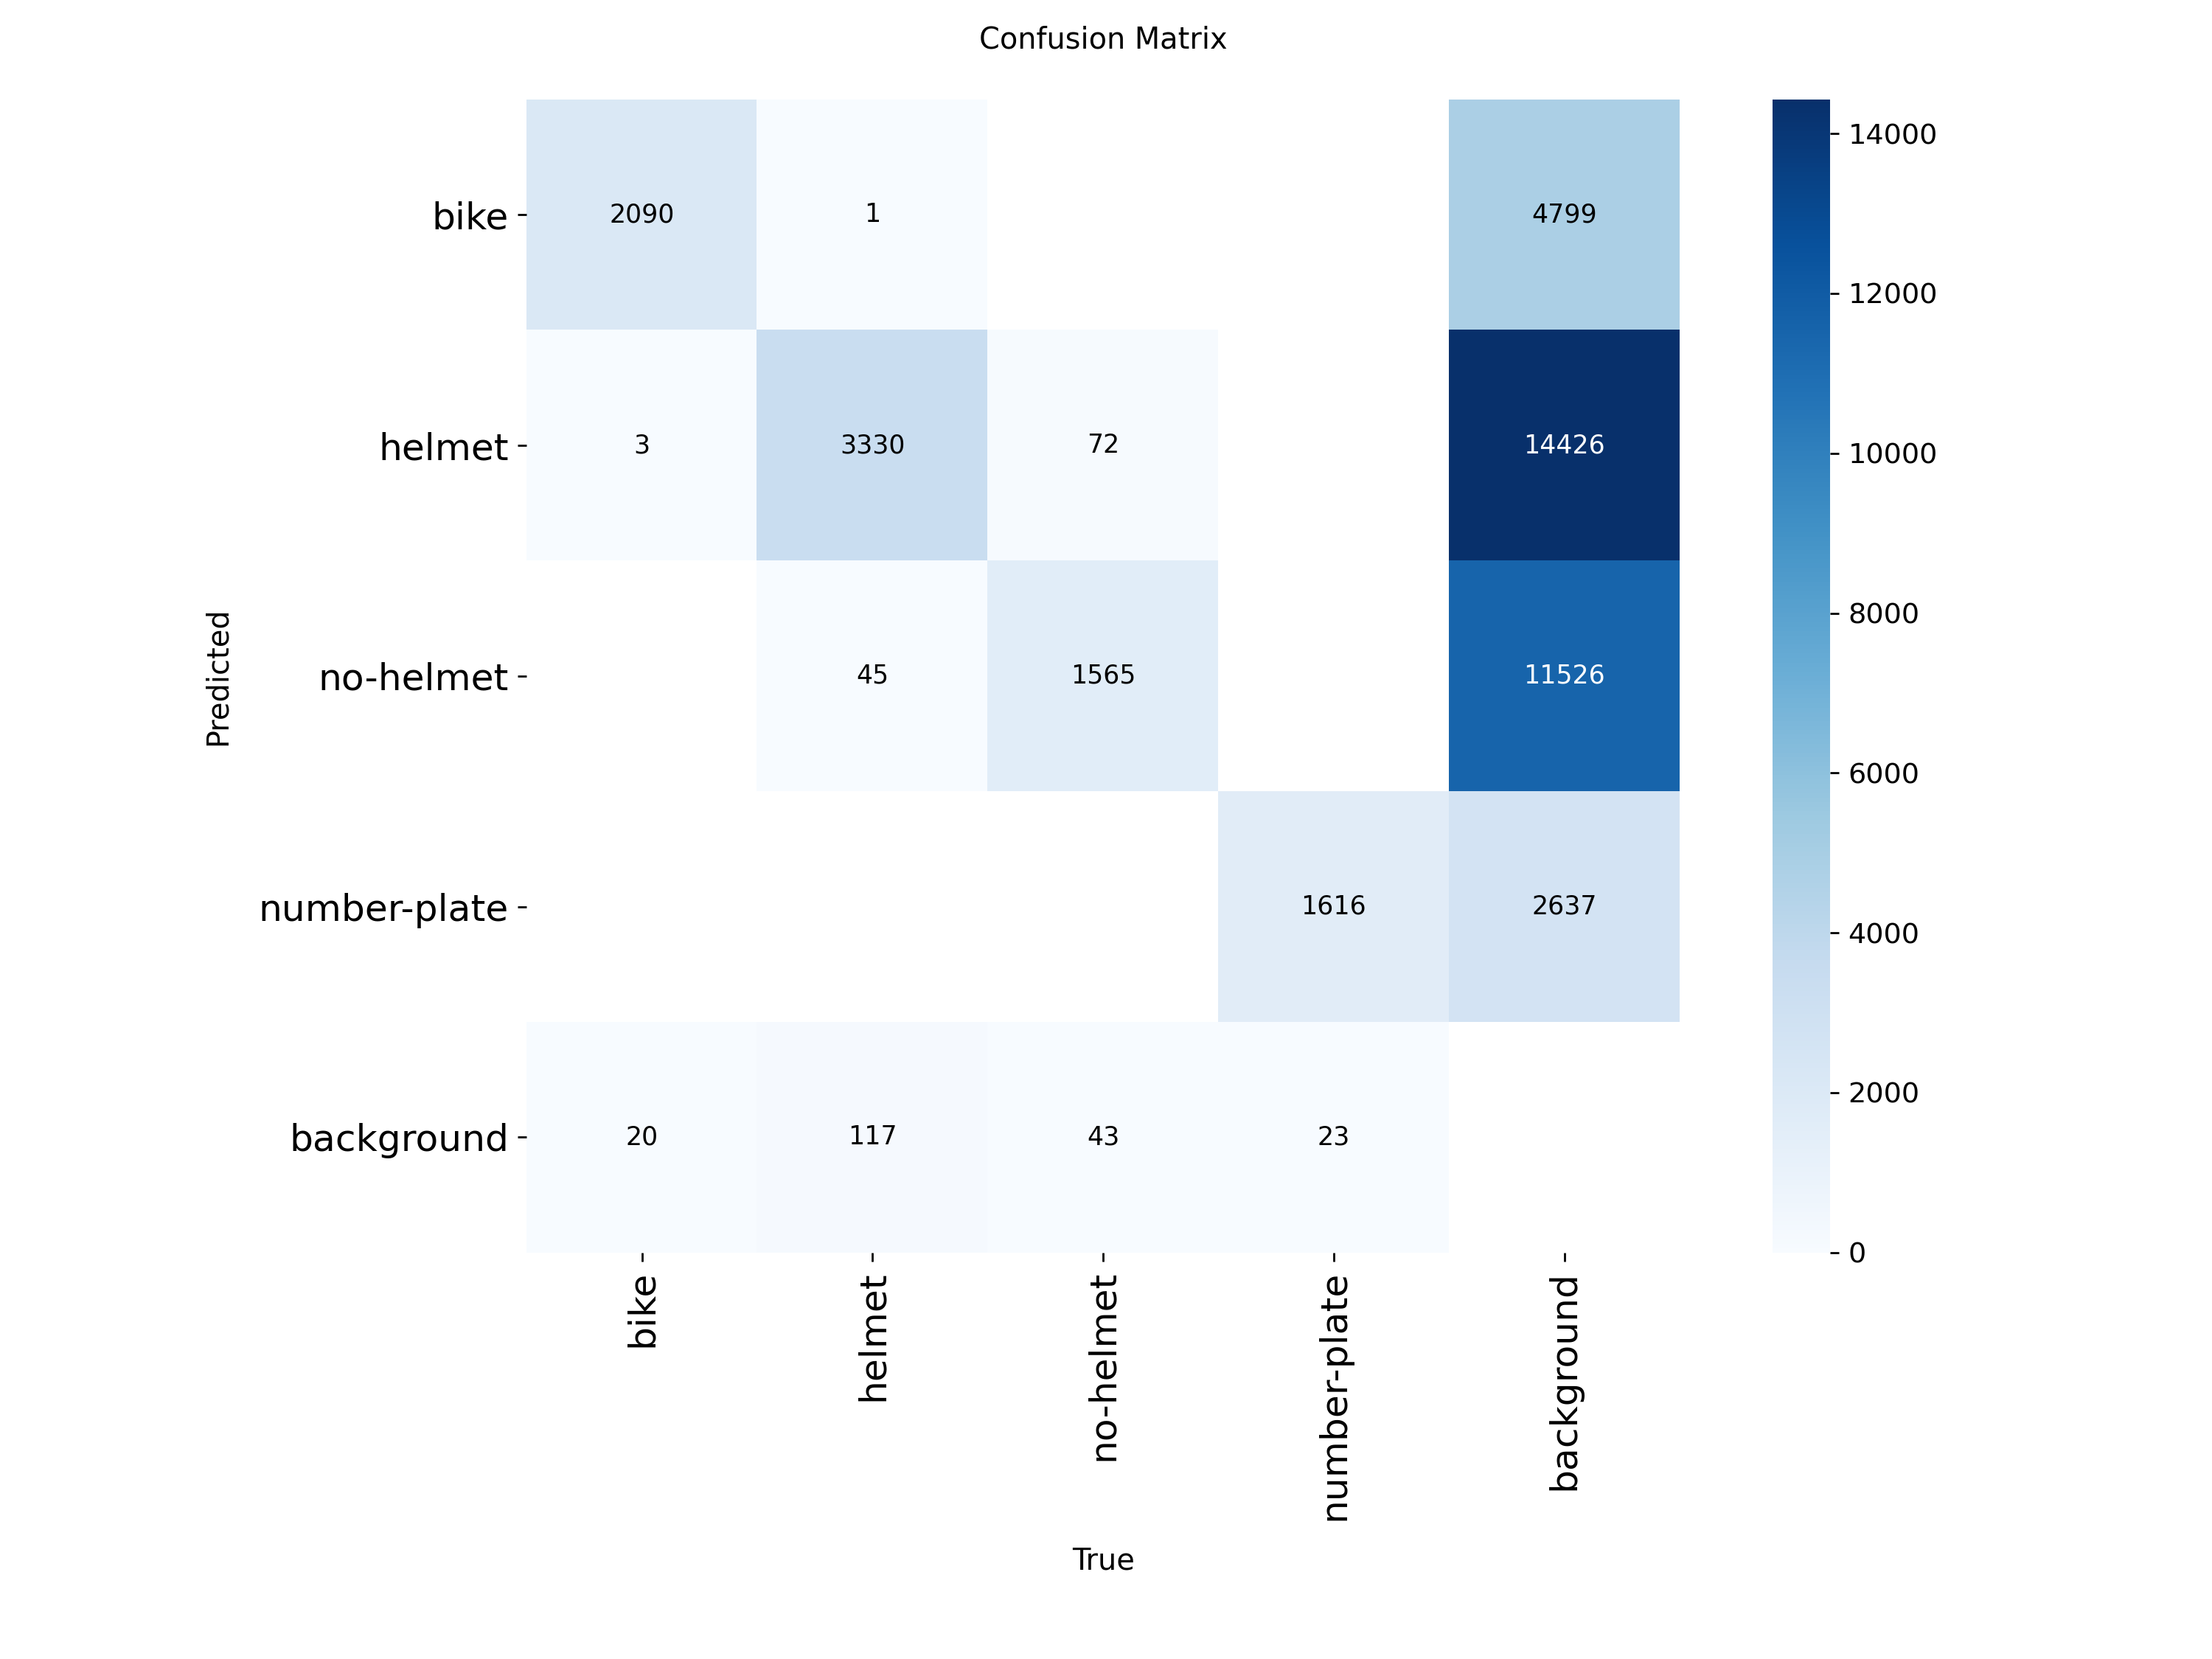 Confusion Matrix
bike 2090 1 4799
helmet 3 3330 72 14426
no-helmet 45 1565 11526
number-plate 1616 2637
background 20 117 43 23
Predicted
bike helmet no-helmet number-plate background
True
14000
12000
10000
8000
6000
4000
2000
0